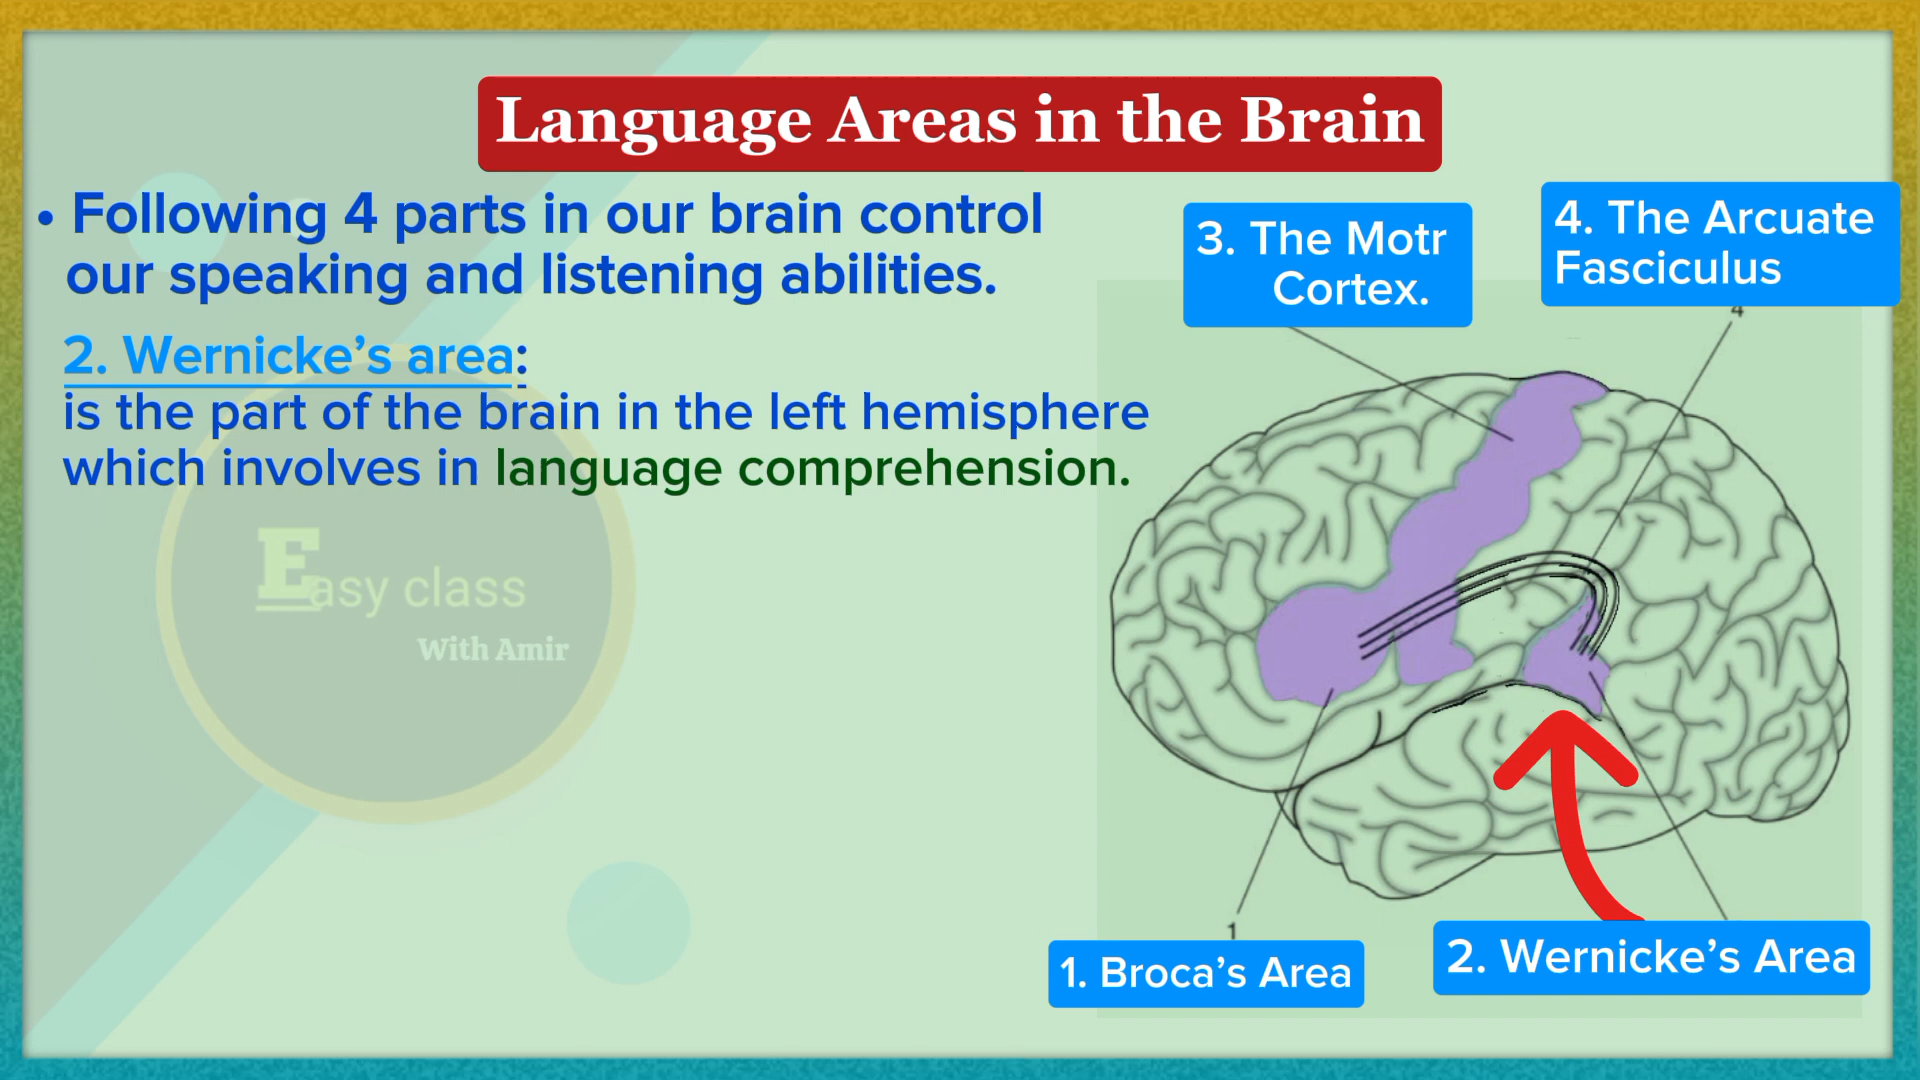 Language Areas in the Brain
• Following 4 parts in our brain control
our speaking and listening abilities.
2. Wernicke's area:
is the part of the brain in the left hemisphere
which involves in language comprehension.
Easy class
With Amir
3. The Motr
Cortex.
4. The Arcuate
Fasciculus
4
1
1. Broca's Area
2. Wernicke's Area